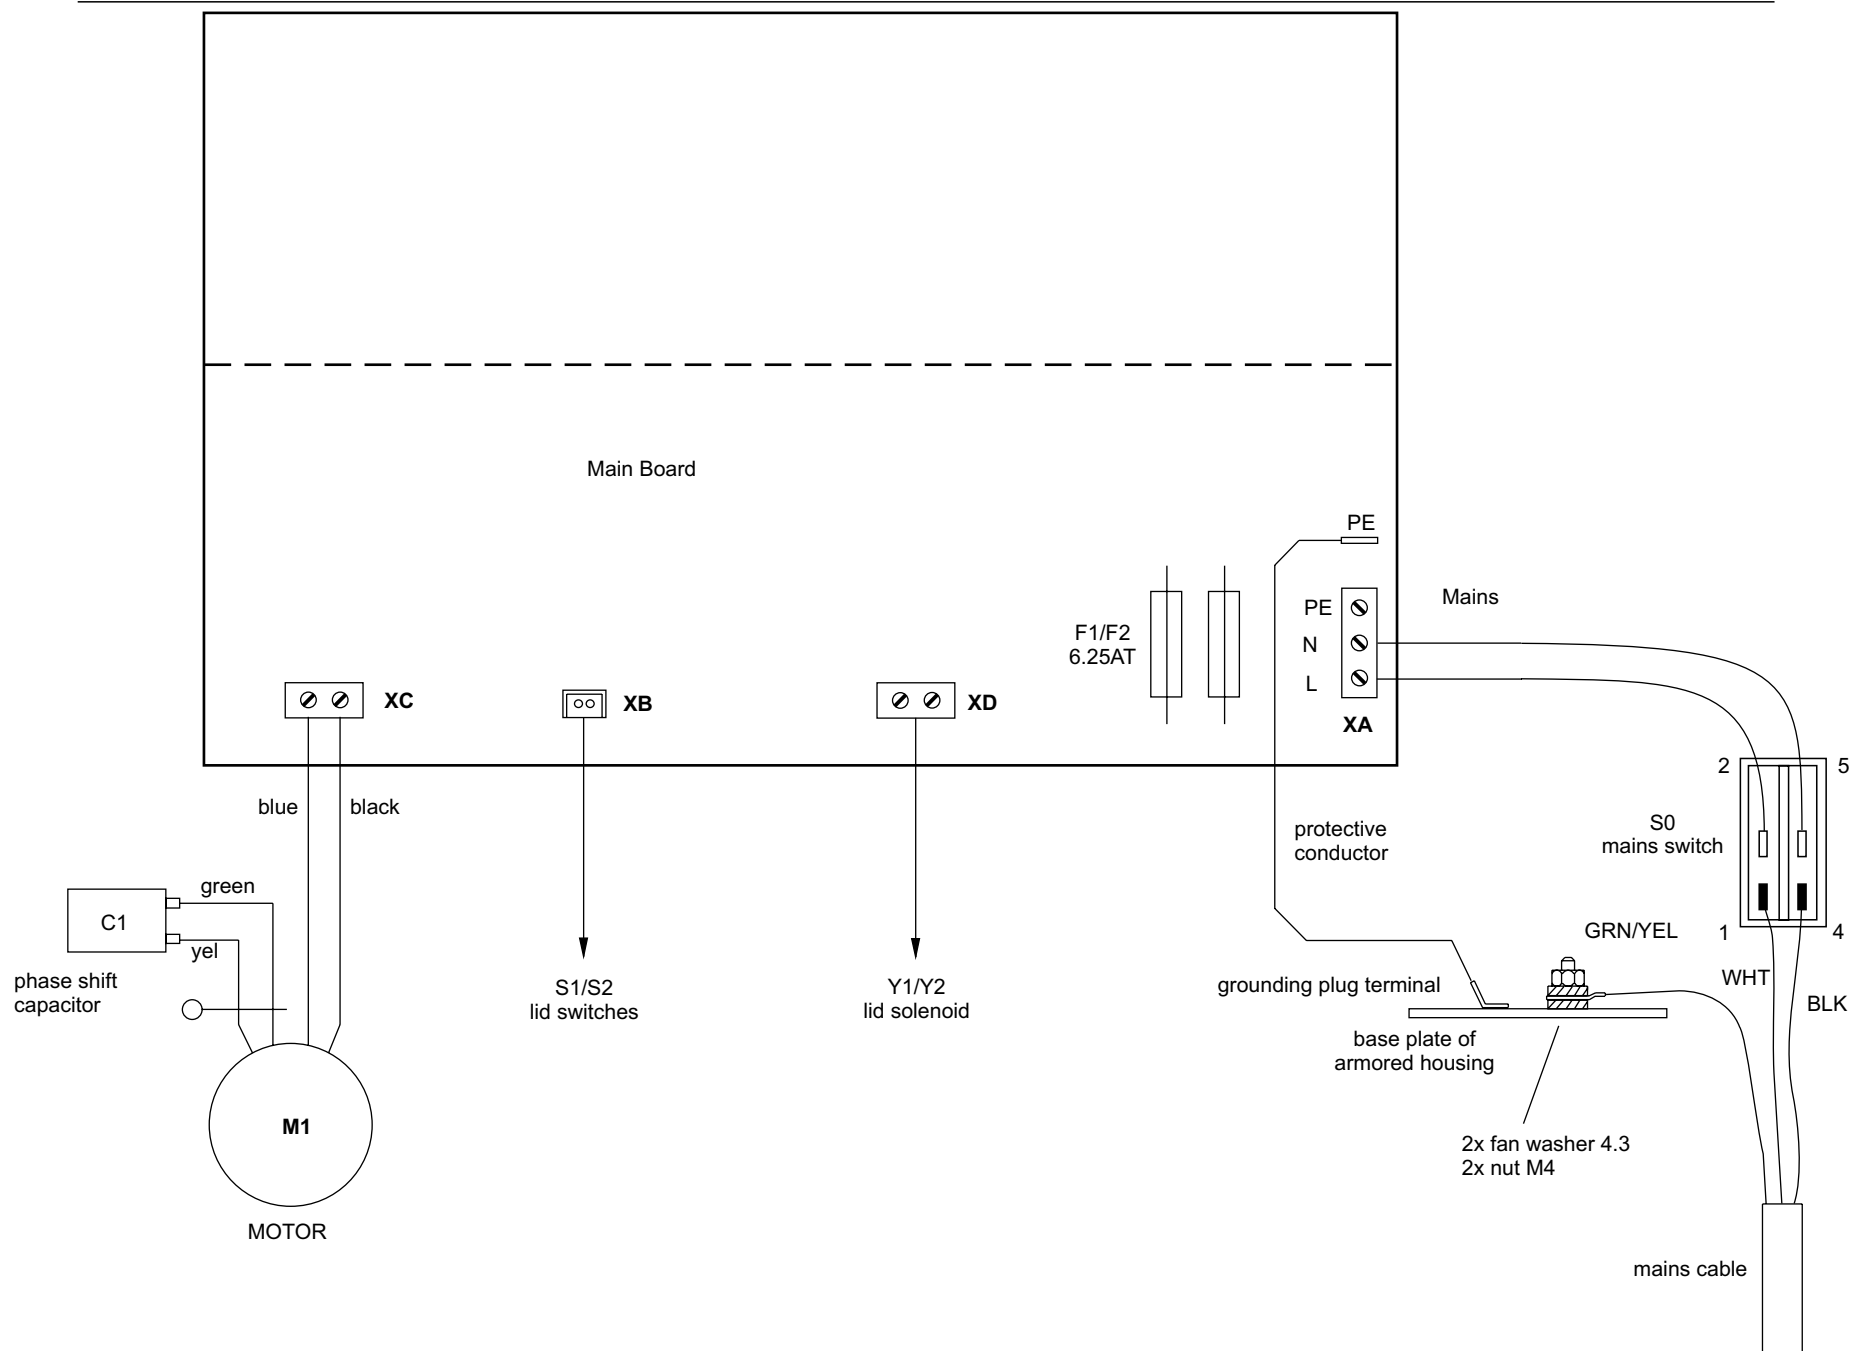 Main Board
PE
Mains
PE
F1/F2
6.25AT
N
L
XC
XB
XD
XA
2
5
blue
black
S0
mains switch
protective
conductor
green
C1
yel
GRN/YEL
1
4
phase shift
capacitor
S1/S2
lid switches
Y1/Y2
lid solenoid
grounding plug terminal
WHT
BLK
base plate of
armored housing
M1
2x fan washer 4.3
2x nut M4
MOTOR
mains cable